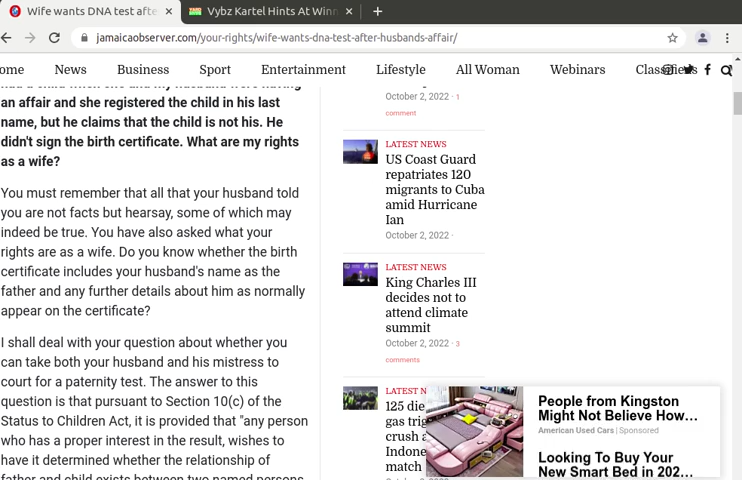 Wife wants DNA test afte
Vybz Kartel Hints At Winn
jamaicaobserver.com/your-rights/wife-wants-dna-test-after-husbands-affair/
ome News Business Sport Entertainment Lifestyle All Woman Webinars Classifieds
an affair and she registered the child in his last
name, but he claims that the child is not his. He
didn't sign the birth certificate. What are my rights
as a wife?
You must remember that all that your husband told
you are not facts but hearsay, some of which may
indeed be true. You have also asked what your
rights are as a wife. Do you know whether the birth
certificate includes your husband's name as the
father and any further details about him as normally
appear on the certificate?
I shall deal with your question about whether you
can take both your husband and his mistress to
court for a paternity test. The answer to this
question is that pursuant to Section 10(c) of the
Status to Children Act, it is provided that "any person
who has a proper interest in the result, wishes to
have it determined whether the relationship of
father and child exists between two named persons
October 2, 2022 · 1
comment
LATEST NEWS
US Coast Guard
repatriates 120
migrants to Cuba
amid Hurricane
Ian
October 2, 2022 ·
LATEST NEWS
King Charles III
decides not to
attend climate
summit
October 2, 2022 · 3
comments
LATEST N
125 die
gas trig
crush a
Indone
match
People from Kingston
Might Not Believe How...
American Used Cars | Sponsored
Looking To Buy Your
New Smart Bed in 202...